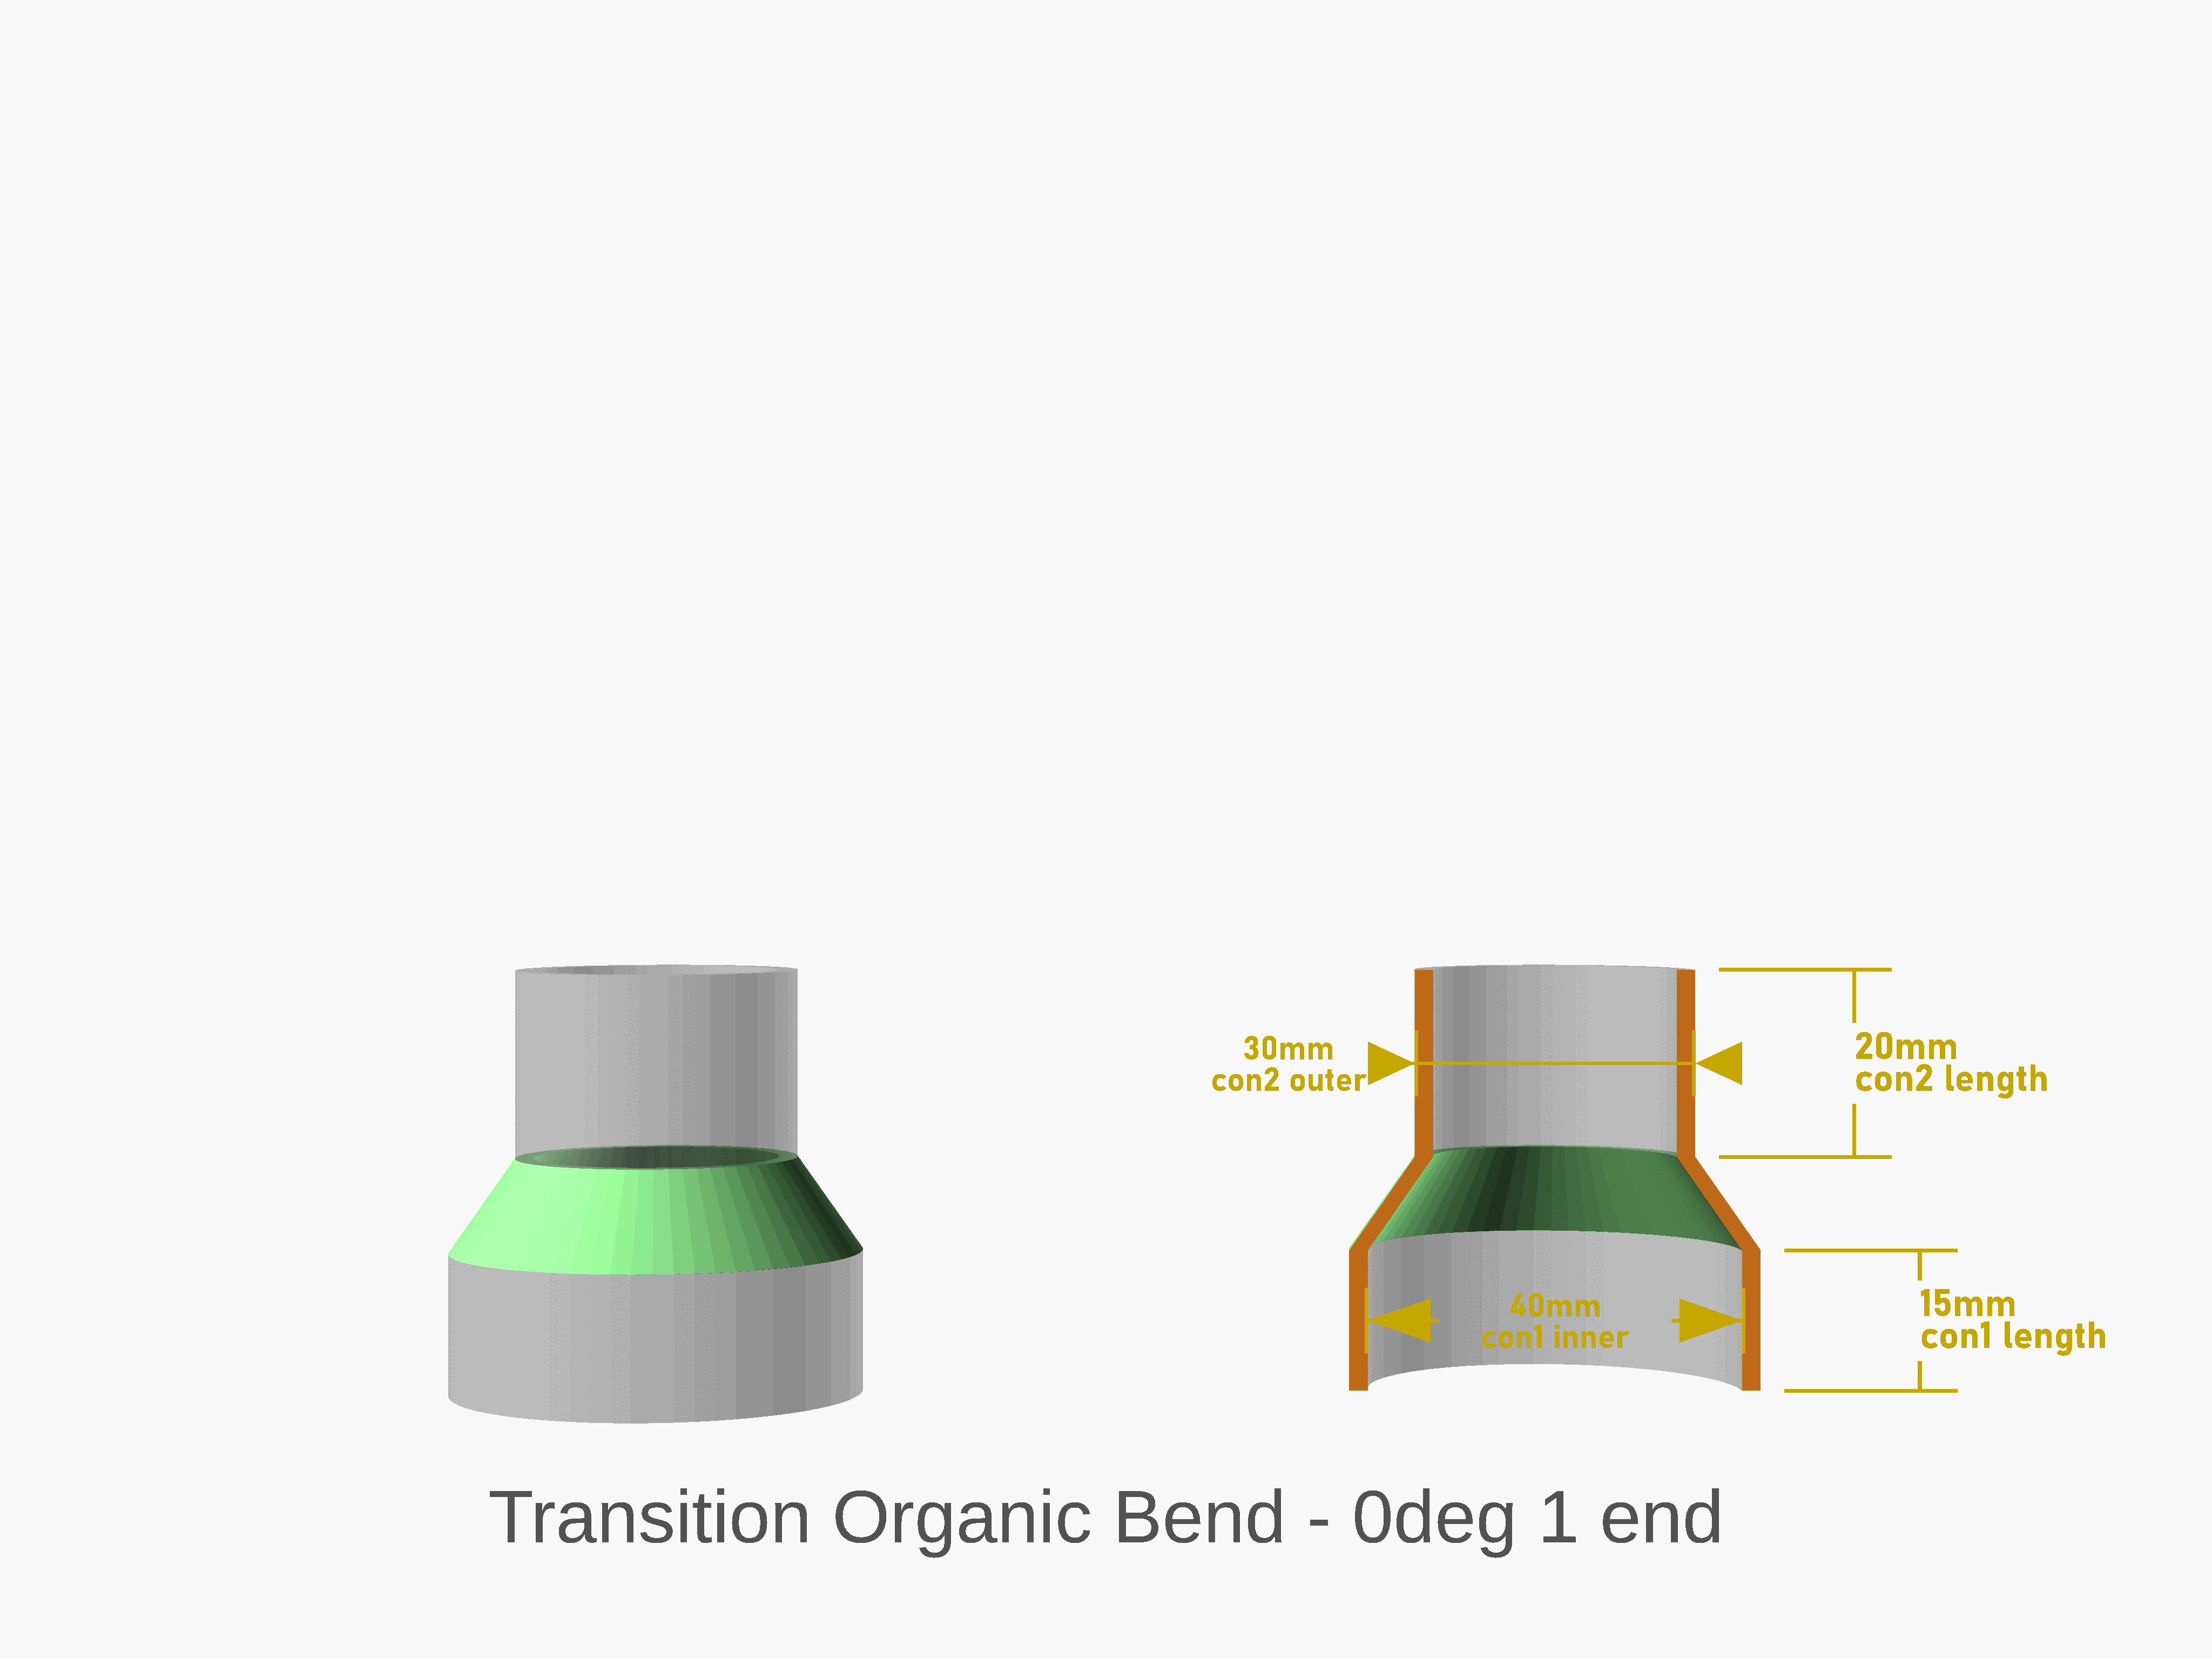 30mm
con2 outer
20mm
con2 length
40mm
con1 inner
15mm
con1 length
Transition Organic Bend - 0deg 1 end